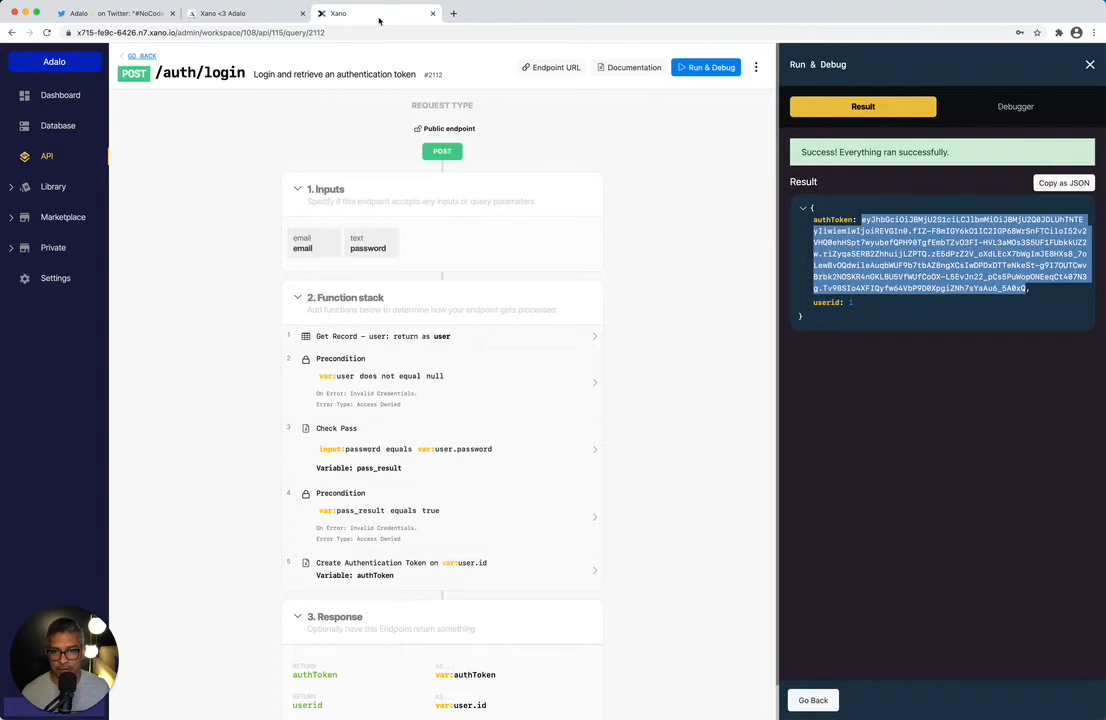 Adalo on Twitter: "#NoCode
Xano <3 Adalo
Xano
x715-fe9c-6426.n7.xano.io/admin/workspace/108/api/115/query/2112
Adalo
Dashboard
Database
API
Library
Marketplace
Private
Settings
GO BACK
POST /auth/login Login and retrieve an authentication token #2112
Endpoint URL
Documentation
Run & Debug
REQUEST TYPE
Public endpoint
POST
1. Inputs
Specify if this endpoint accepts any inputs or query parameters
email
email
text
password
2. Function stack
Add functions below to determine how your endpoint gets processed
1 Get Record – user: return as user
2 Precondition
var:user does not equal null
On Error: Invalid Credentials.
Error Type: Access Denied
3 Check Pass
input:password equals var:user.password
Variable: pass_result
4 Precondition
var:pass_result equals true
On Error: Invalid Credentials.
Error Type: Access Denied
5 Create Authentication Token on var:user.id
Variable: authToken
3. Response
Optionally have this Endpoint return something
RETURN AS...
authToken var:authToken
RETURN AS...
userid var:user.id
Run & Debug
Result
Debugger
Success! Everything ran successfully.
Result
Copy as JSON
{
authToken:
userid: 1
}
Go Back